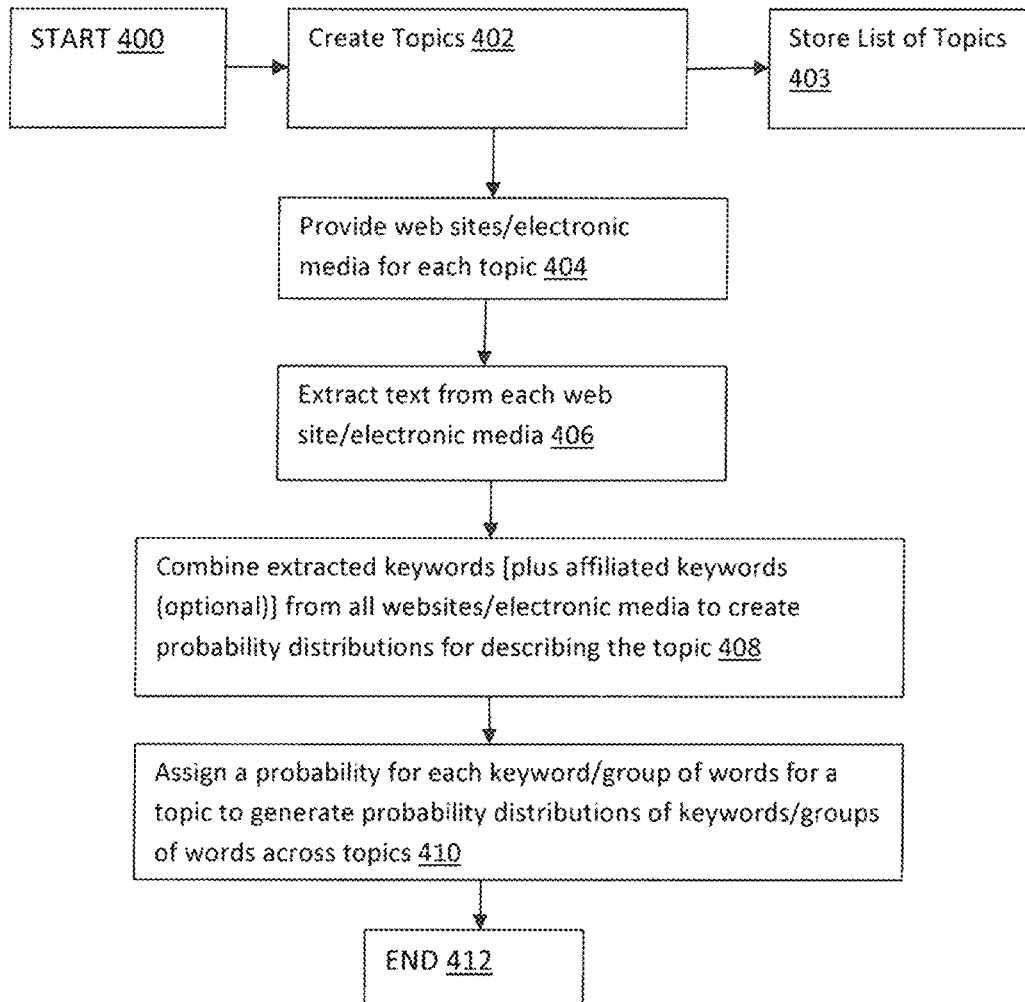 START 400
Create Topics 402
Store List of Topics
403
Provide web sites/electronic
media for each topic 404
Extract text from each web
site/electronic media 406
Combine extracted keywords [plus affiliated keywords
(optional)] from all websites/electronic media to create
probability distributions for describing the topic 408
Assign a probability for each keyword/group of words for a
topic to generate probability distributions of keywords/groups
of words across topics 410
END 412